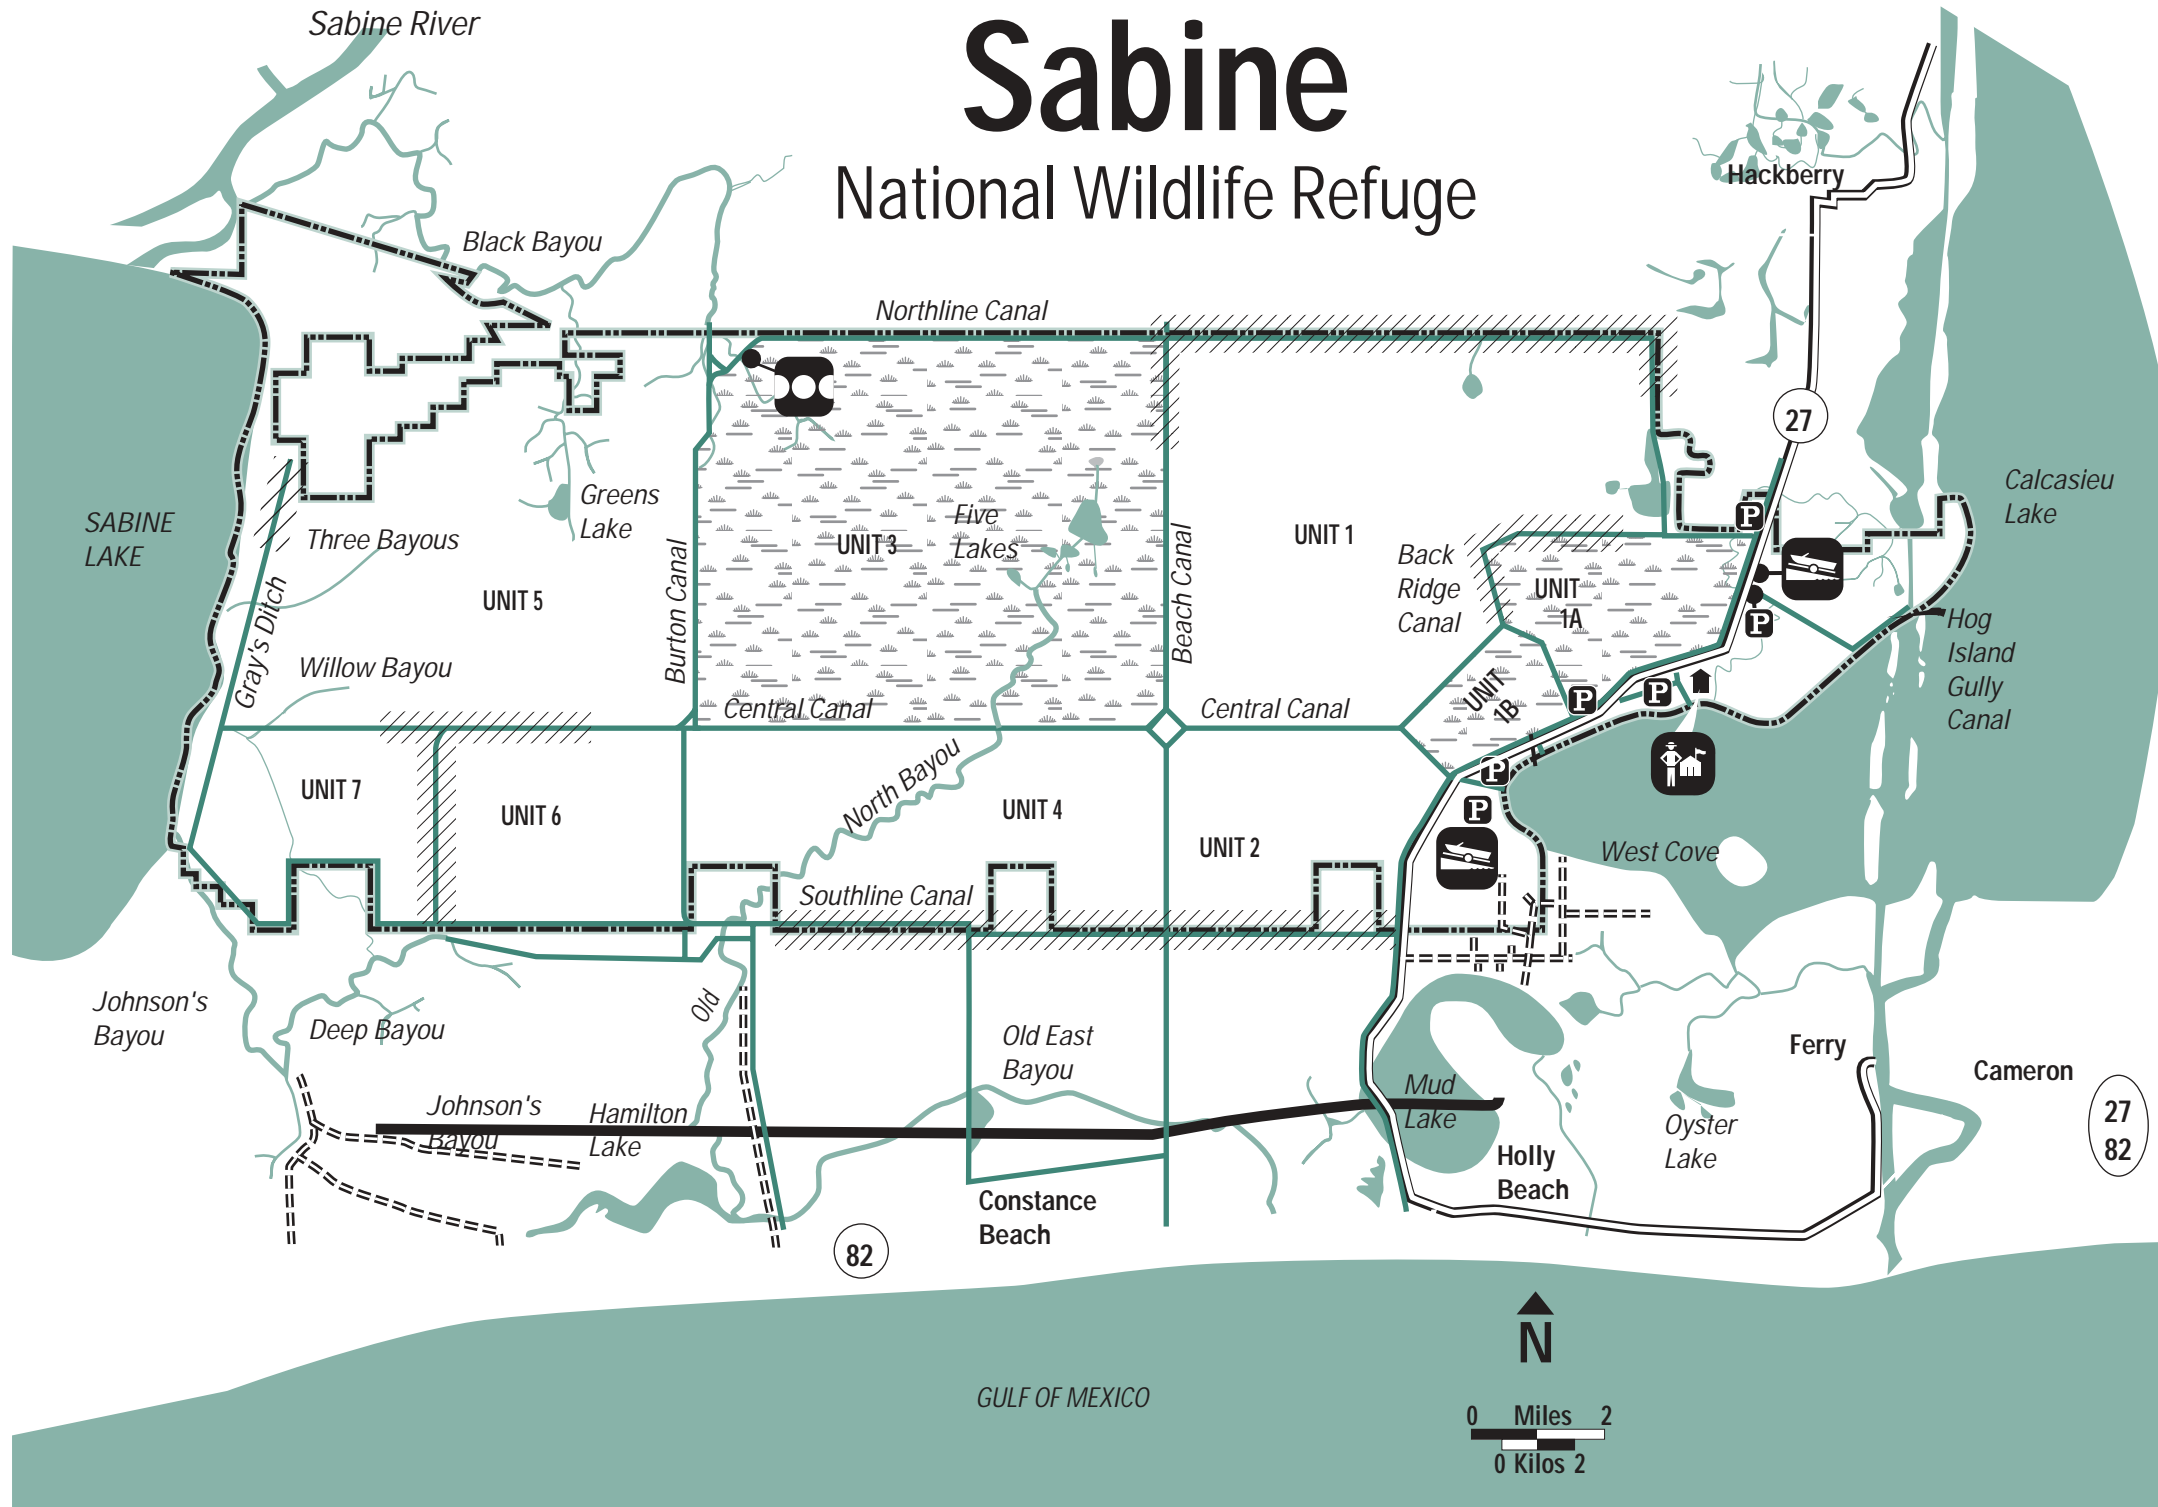 Sabine River
Sabine
National Wildlife Refuge
Hackberry
Black Bayou
Northline Canal
27
Calcasieu
Lake
Greens
Lake
SABINE
LAKE
Three Bayous
Five
Lakes
UNIT 3
UNIT 1
P
Back
Ridge
Canal
UNIT
1A
UNIT 5
Burton Canal
Beach Canal
Gray's Ditch
P
Hog
Island
Gully
Canal
Willow Bayou
Central Canal
Central Canal
UNIT
1B
P
P
North Bayou
P
UNIT 7
UNIT 6
UNIT 4
P
UNIT 2
West Cove
Southline Canal
Johnson's
Bayou
Deep Bayou
Old
Old East
Bayou
Ferry
Cameron
Johnson's
Bayou
Hamilton
Lake
Mud
Lake
Oyster
Lake
27
82
Holly
Beach
Constance
Beach
82
N
GULF OF MEXICO
0 Miles 2
0 Kilos 2